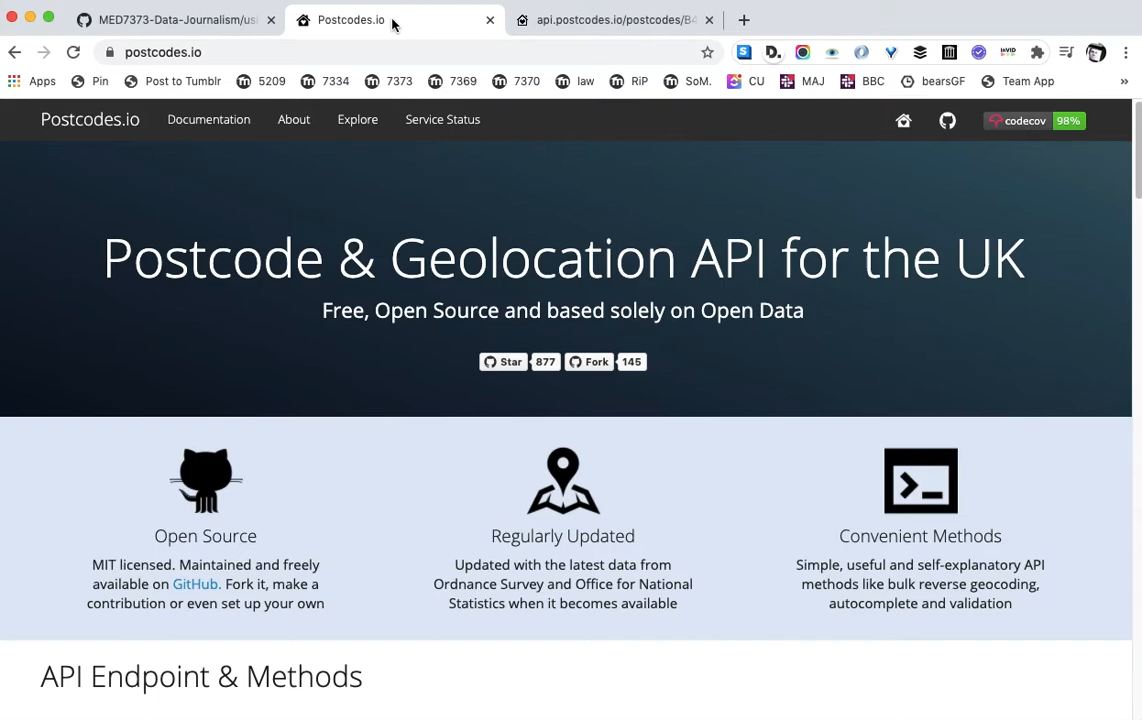 MED7373-Data-Journalism/usi
Postcodes.io
api.postcodes.io/postcodes/B4
postcodes.io
Apps
Pin
Post to Tumblr
5209
7334
7373
7369
7370
law
RiP
SoM.
CU
MAJ
BBC
bearsGF
Team App
»
Postcodes.io
Documentation
About
Explore
Service Status
codecov 98%
Postcode & Geolocation API for the UK
Free, Open Source and based solely on Open Data
Star 877 Fork 145
Open Source
MIT licensed. Maintained and freely
available on GitHub. Fork it, make a
contribution or even set up your own
Regularly Updated
Updated with the latest data from
Ordnance Survey and Office for National
Statistics when it becomes available
Convenient Methods
Simple, useful and self-explanatory API
methods like bulk reverse geocoding,
autocomplete and validation
API Endpoint & Methods